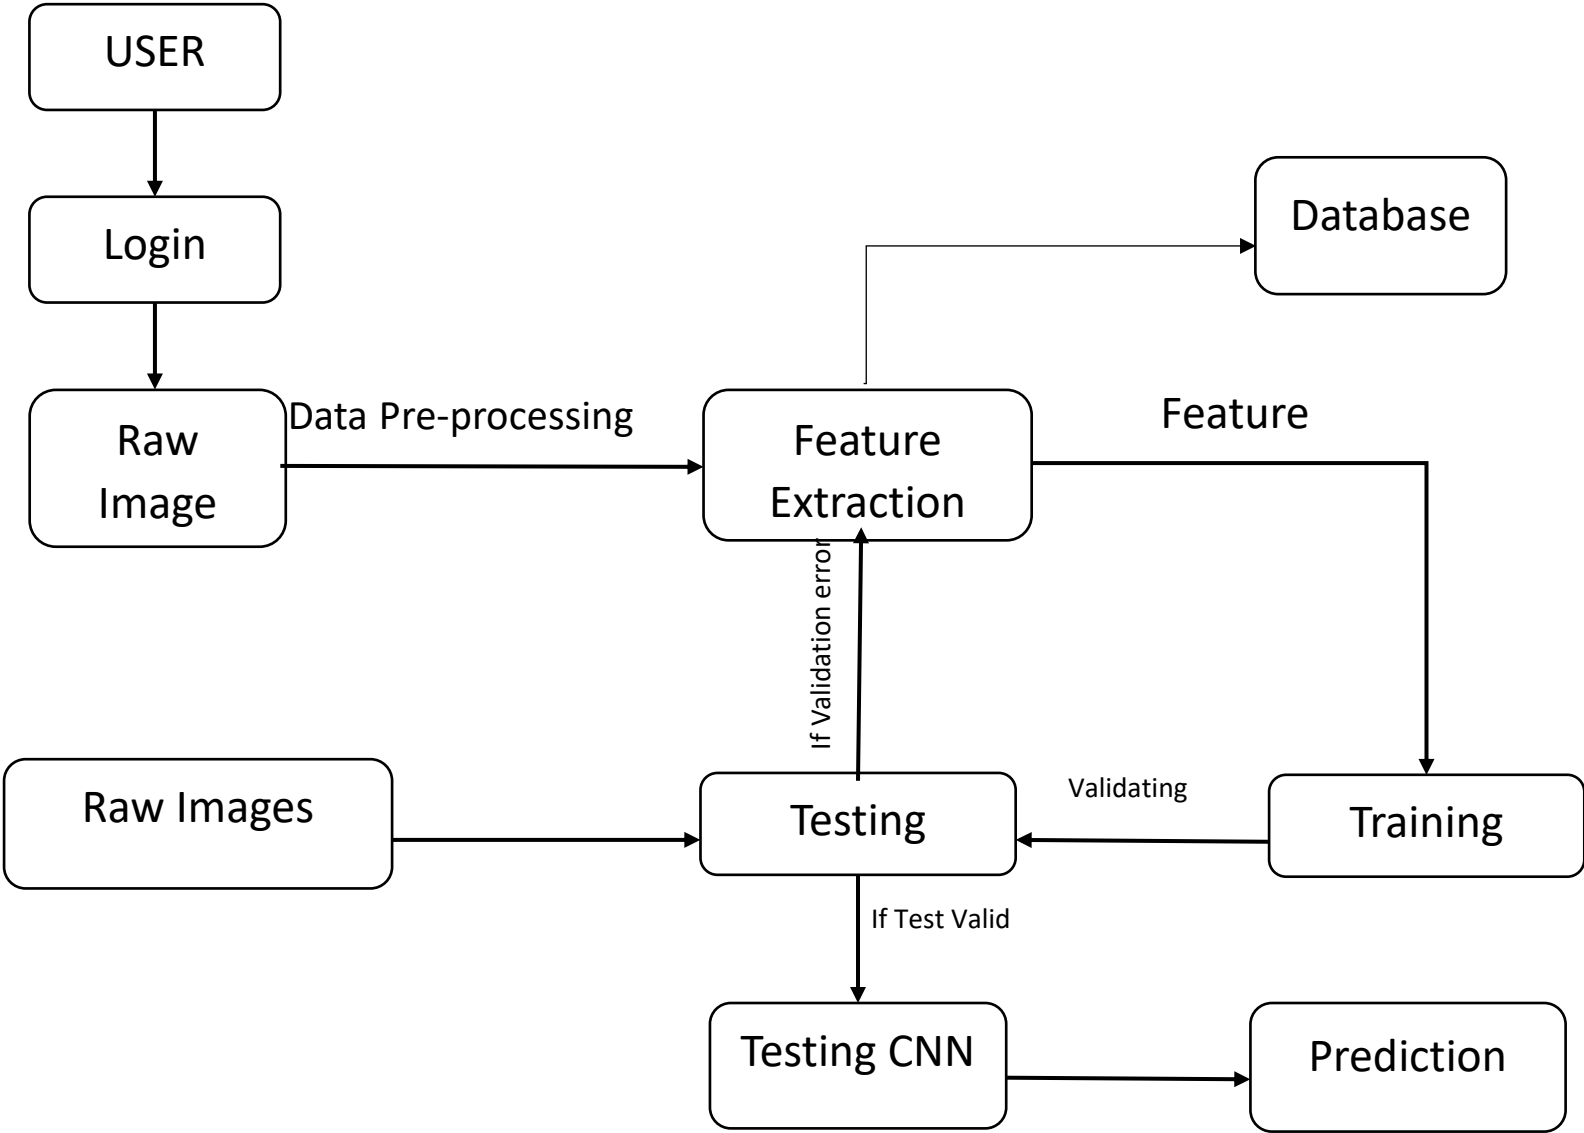 USER
Login
Database
Raw
Image
Data Pre-processing
Feature
Extraction
Feature
If Validation error
Raw Images
Testing
Validating
Training
If Test Valid
Testing CNN
Prediction